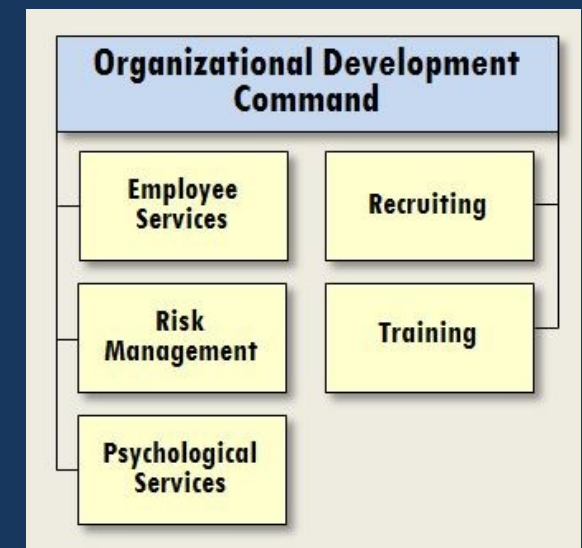 Organizational Development
Command
Employee
Services
Recruiting
Risk
Management
Training
Psychological
Services